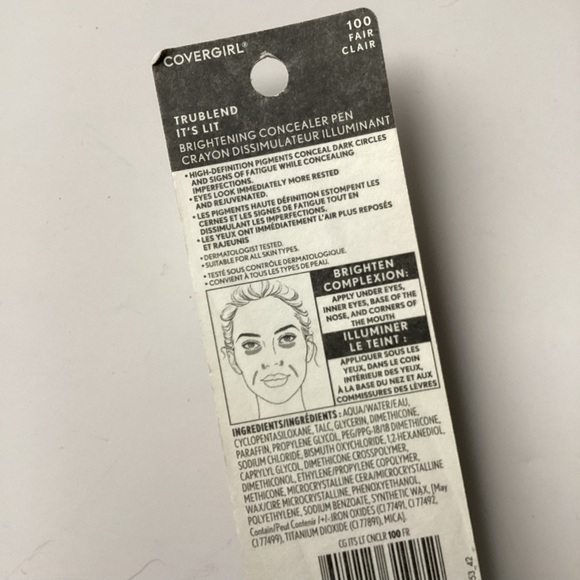 COVERGIRL®
100
FAIR
CLAIR
TRUBLEND
IT'S LIT
BRIGHTENING CONCEALER PEN
CRAYON DISSIMULATEUR ILLUMINANT
• HIGH-DEFINITION PIGMENTS CONCEAL DARK CIRCLES
AND SIGNS OF FATIGUE WHILE CONCEALING
IMPERFECTIONS.
• EYES LOOK IMMEDIATELY MORE RESTED
AND REJUVENATED.
• LES PIGMENTS HAUTE DÉFINITION ESTOMPENT LES
CERNES ET LES SIGNES DE FATIGUE TOUT EN
DISSIMULANT LES IMPERFECTIONS.
• LES YEUX ONT IMMÉDIATEMENT L'AIR PLUS REPOSÉS
ET RAJEUNIS
• DERMATOLOGIST TESTED.
• SUITABLE FOR ALL SKIN TYPES.
• TESTÉ SOUS CONTRÔLE DERMATOLOGIQUE.
• CONVIENT À TOUS LES TYPES DE PEAU.
BRIGHTEN
COMPLEXION:
APPLY UNDER EYES,
INNER EYES, BASE OF THE
NOSE, AND CORNERS OF
THE MOUTH
ILLUMINER
LE TEINT :
APPLIQUER SOUS LES
YEUX, DANS LE COIN
INTÉRIEUR DES YEUX,
À LA BASE DU NEZ ET AUX
COMMISSURES DES LÈVRES
INGREDIENTS/INGRÉDIENTS : AQUA/WATER/EAU,
CYCLOPENTASILOXANE, TALC, GLYCERIN, DIMETHICONE,
PARAFFIN, PROPYLENE GLYCOL, PEG/PPG-18/18 DIMETHICONE,
SODIUM CHLORIDE, BISMUTH OXYCHLORIDE, 1,2-HEXANEDIOL,
CAPRYLYL GLYCOL, DIMETHICONE CROSSPOLYMER,
DIMETHICONOL, ETHYLENE/PROPYLENE COPOLYMER,
METHICONE, MICROCRYSTALLINE CERA/MICROCRYSTALLINE
WAX/CIRE MICROCRYSTALLINE, PHENOXYETHANOL,
POLYETHYLENE, SODIUM BENZOATE, SYNTHETIC WAX, [May
Contain/Peut Contenir /+/-:IRON OXIDES (CI 77491, CI 77492,
CI 77499), TITANIUM DIOXIDE (CI 77891), MICA].
CG ITS LT CNCLR 100 FR
53_42